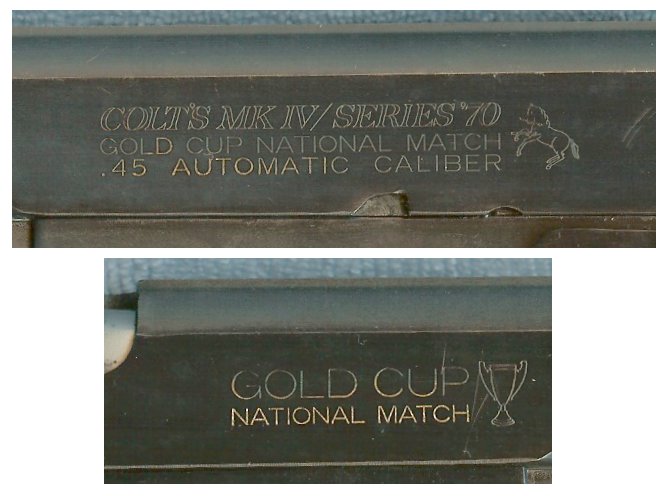 COLT'S MK IV/SERIES '70
GOLD CUP NATIONAL MATCH
.45 AUTOMATIC CALIBER
GOLD CUP
NATIONAL MATCH